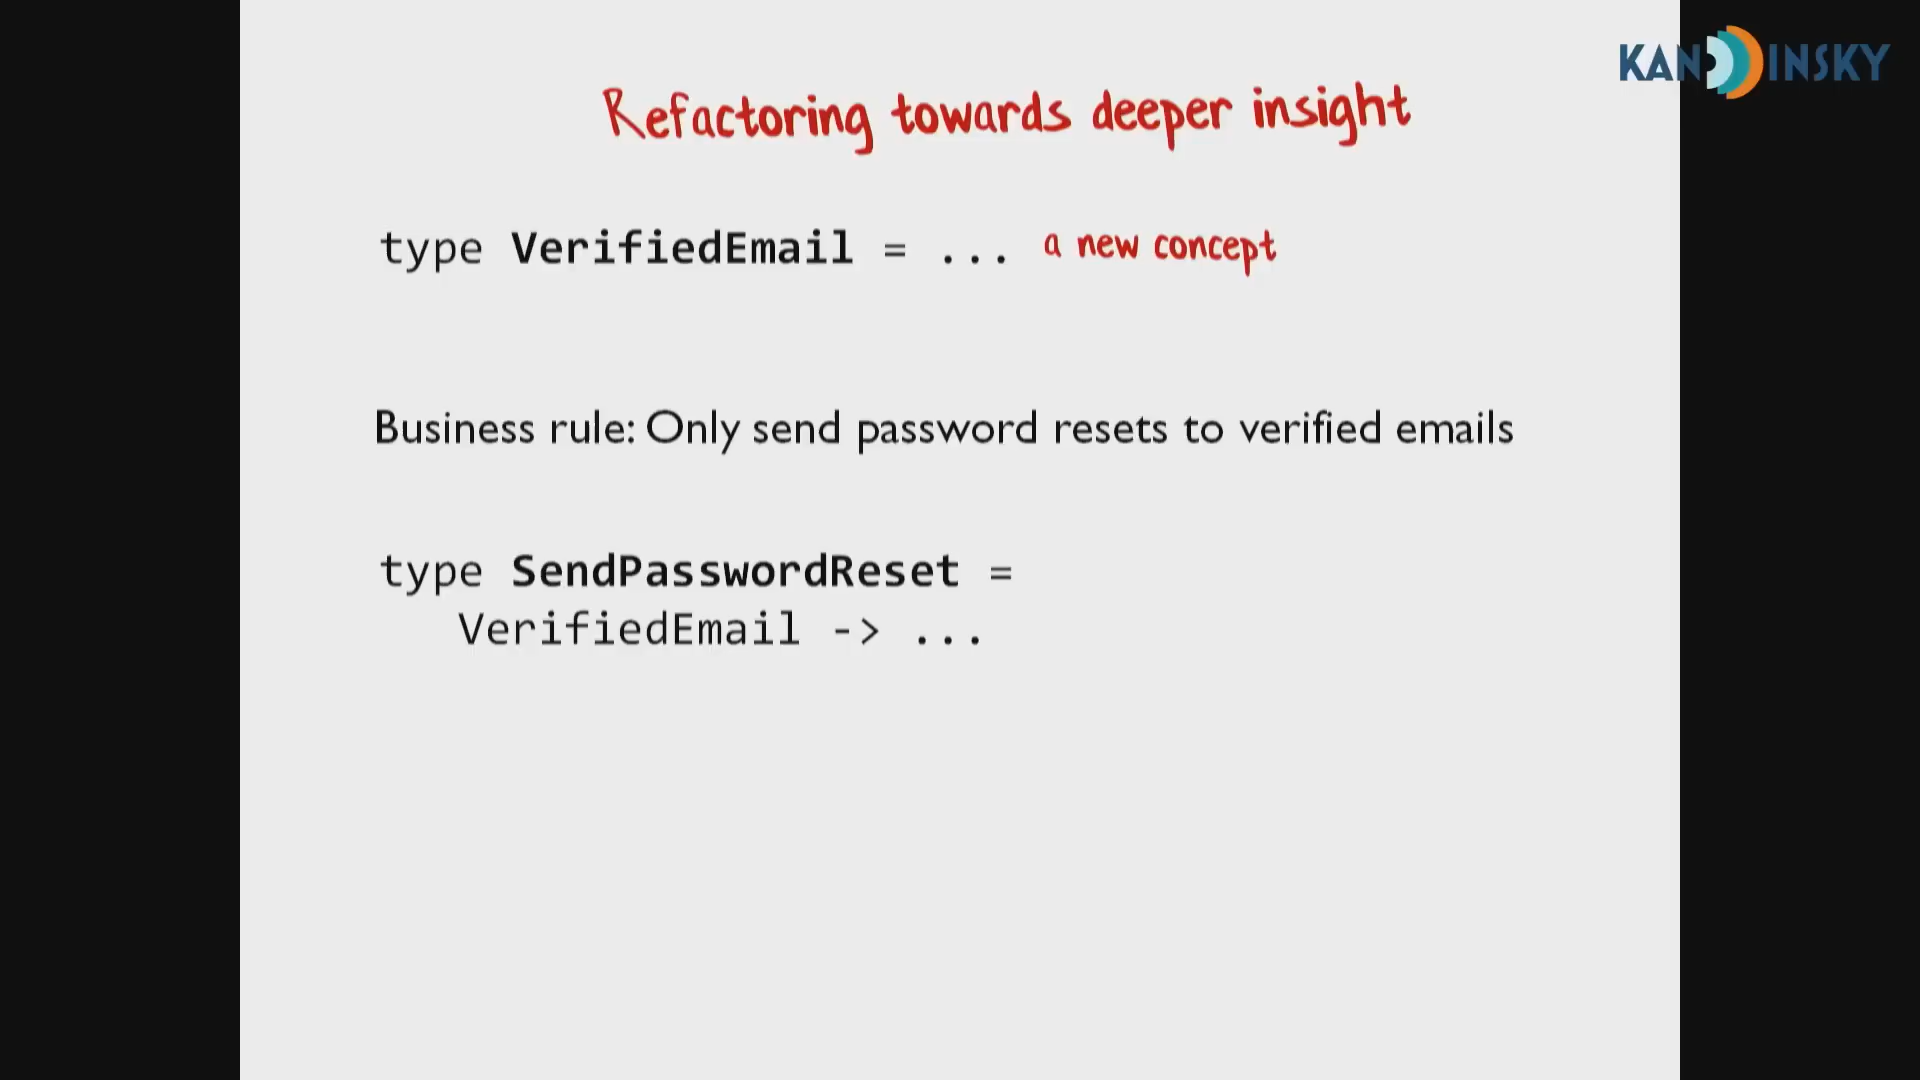 KANDDINSKY
Refactoring towards deeper insight
type VerifiedEmail = ... a new concept
Business rule: Only send password resets to verified emails
type SendPasswordReset =
VerifiedEmail -> ...